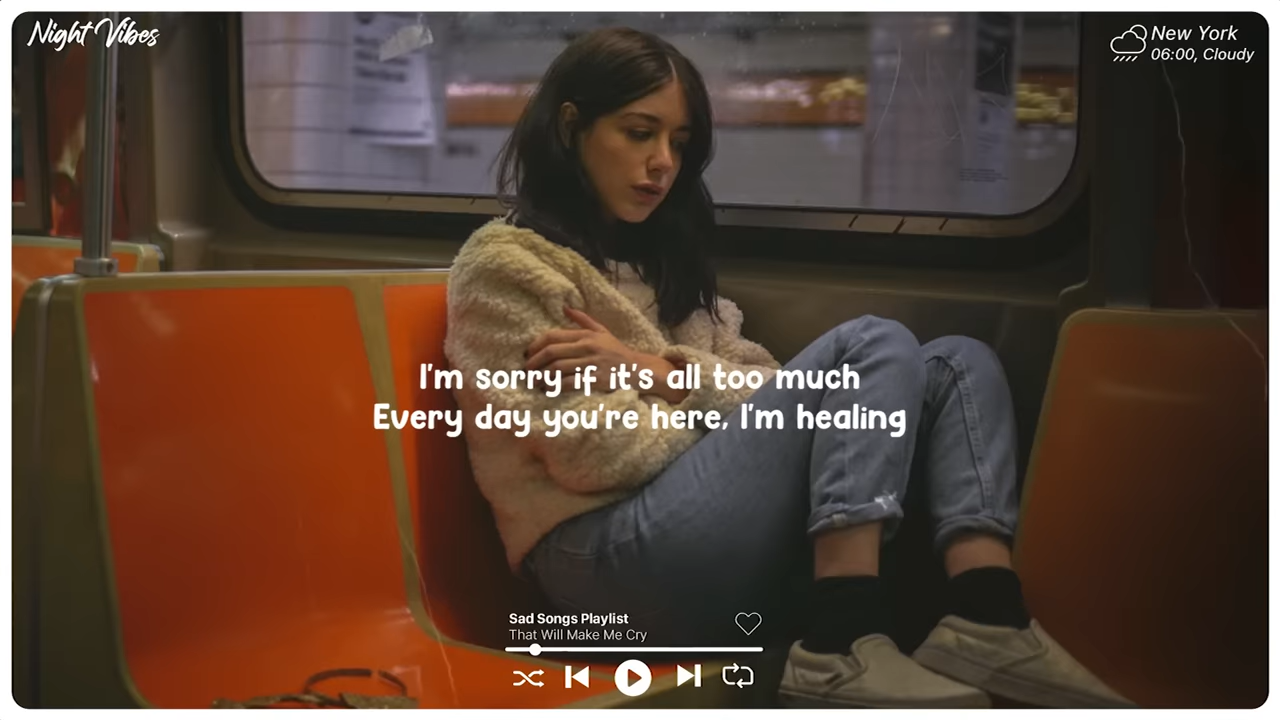 Night Vibes
New York
06:00, Cloudy
I'm sorry if it's all too much
Every day you're here, I'm healing
Sad Songs Playlist
That Will Make Me Cry